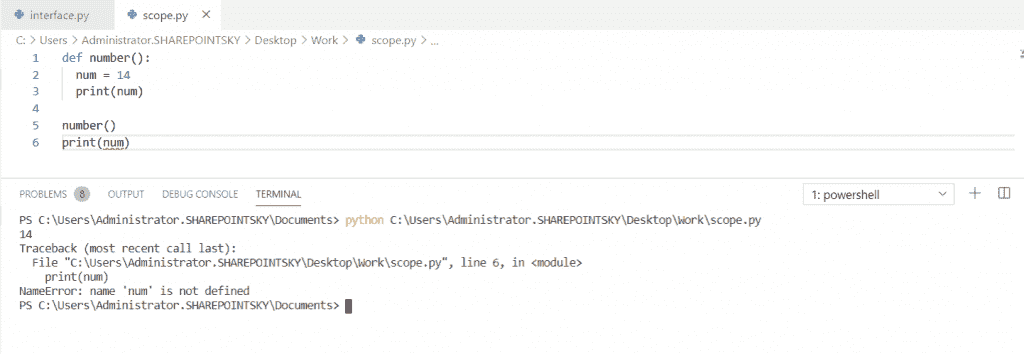 interface.py scope.py
C: > Users > Administrator.SHAREPOINTSKY > Desktop > Work > scope.py > ...
1 def number():
2 num = 14
3 print(num)
4
5 number()
6 print(num)
PROBLEMS 8 OUTPUT DEBUG CONSOLE TERMINAL 1: powershell
PS C:\Users\Administrator.SHAREPOINTSKY\Documents> python C:\Users\Administrator.SHAREPOINTSKY\Desktop\Work\scope.py
14
Traceback (most recent call last):
File "C:\Users\Administrator.SHAREPOINTSKY\Desktop\Work\scope.py", line 6, in <module>
print(num)
NameError: name 'num' is not defined
PS C:\Users\Administrator.SHAREPOINTSKY\Documents>